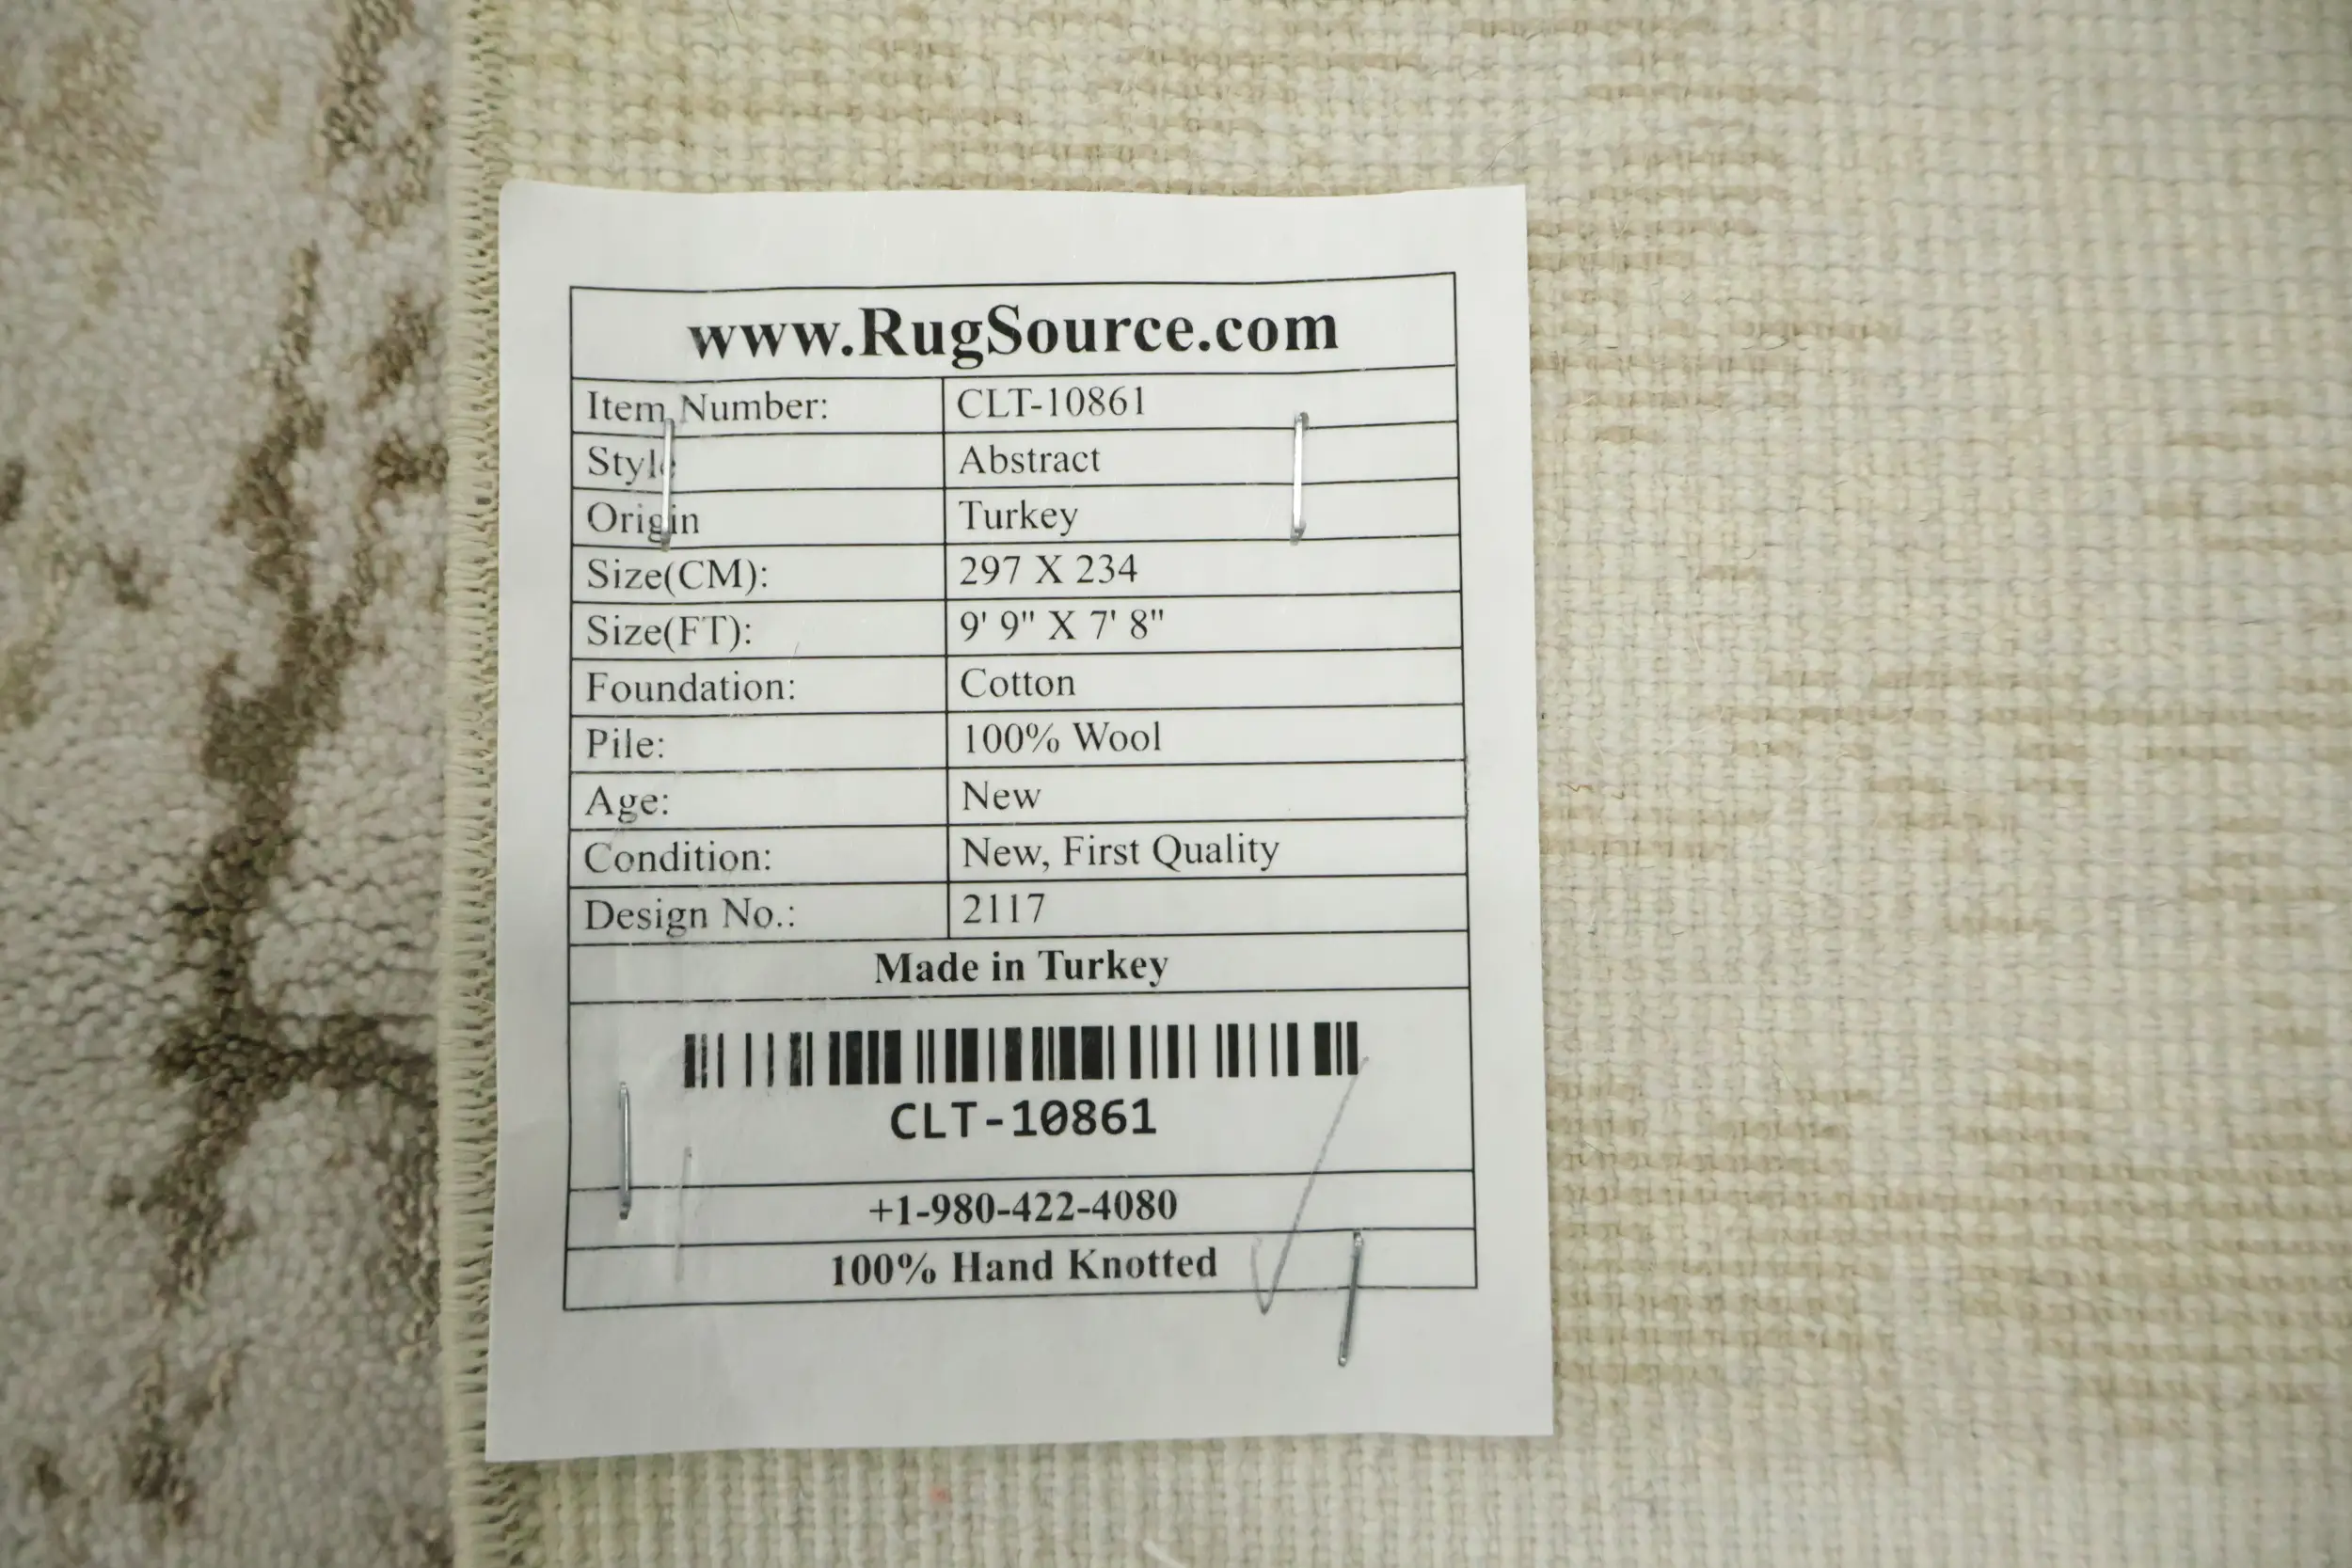 www.RugSource.com
Item Number: CLT-10861
Style Abstract
Origin Turkey
Size(CM): 297 X 234
Size(FT): 9' 9" X 7' 8"
Foundation: Cotton
Pile: 100% Wool
Age: New
Condition: New, First Quality
Design No.: 2117
Made in Turkey
CLT-10861
+1-980-422-4080
100% Hand Knotted